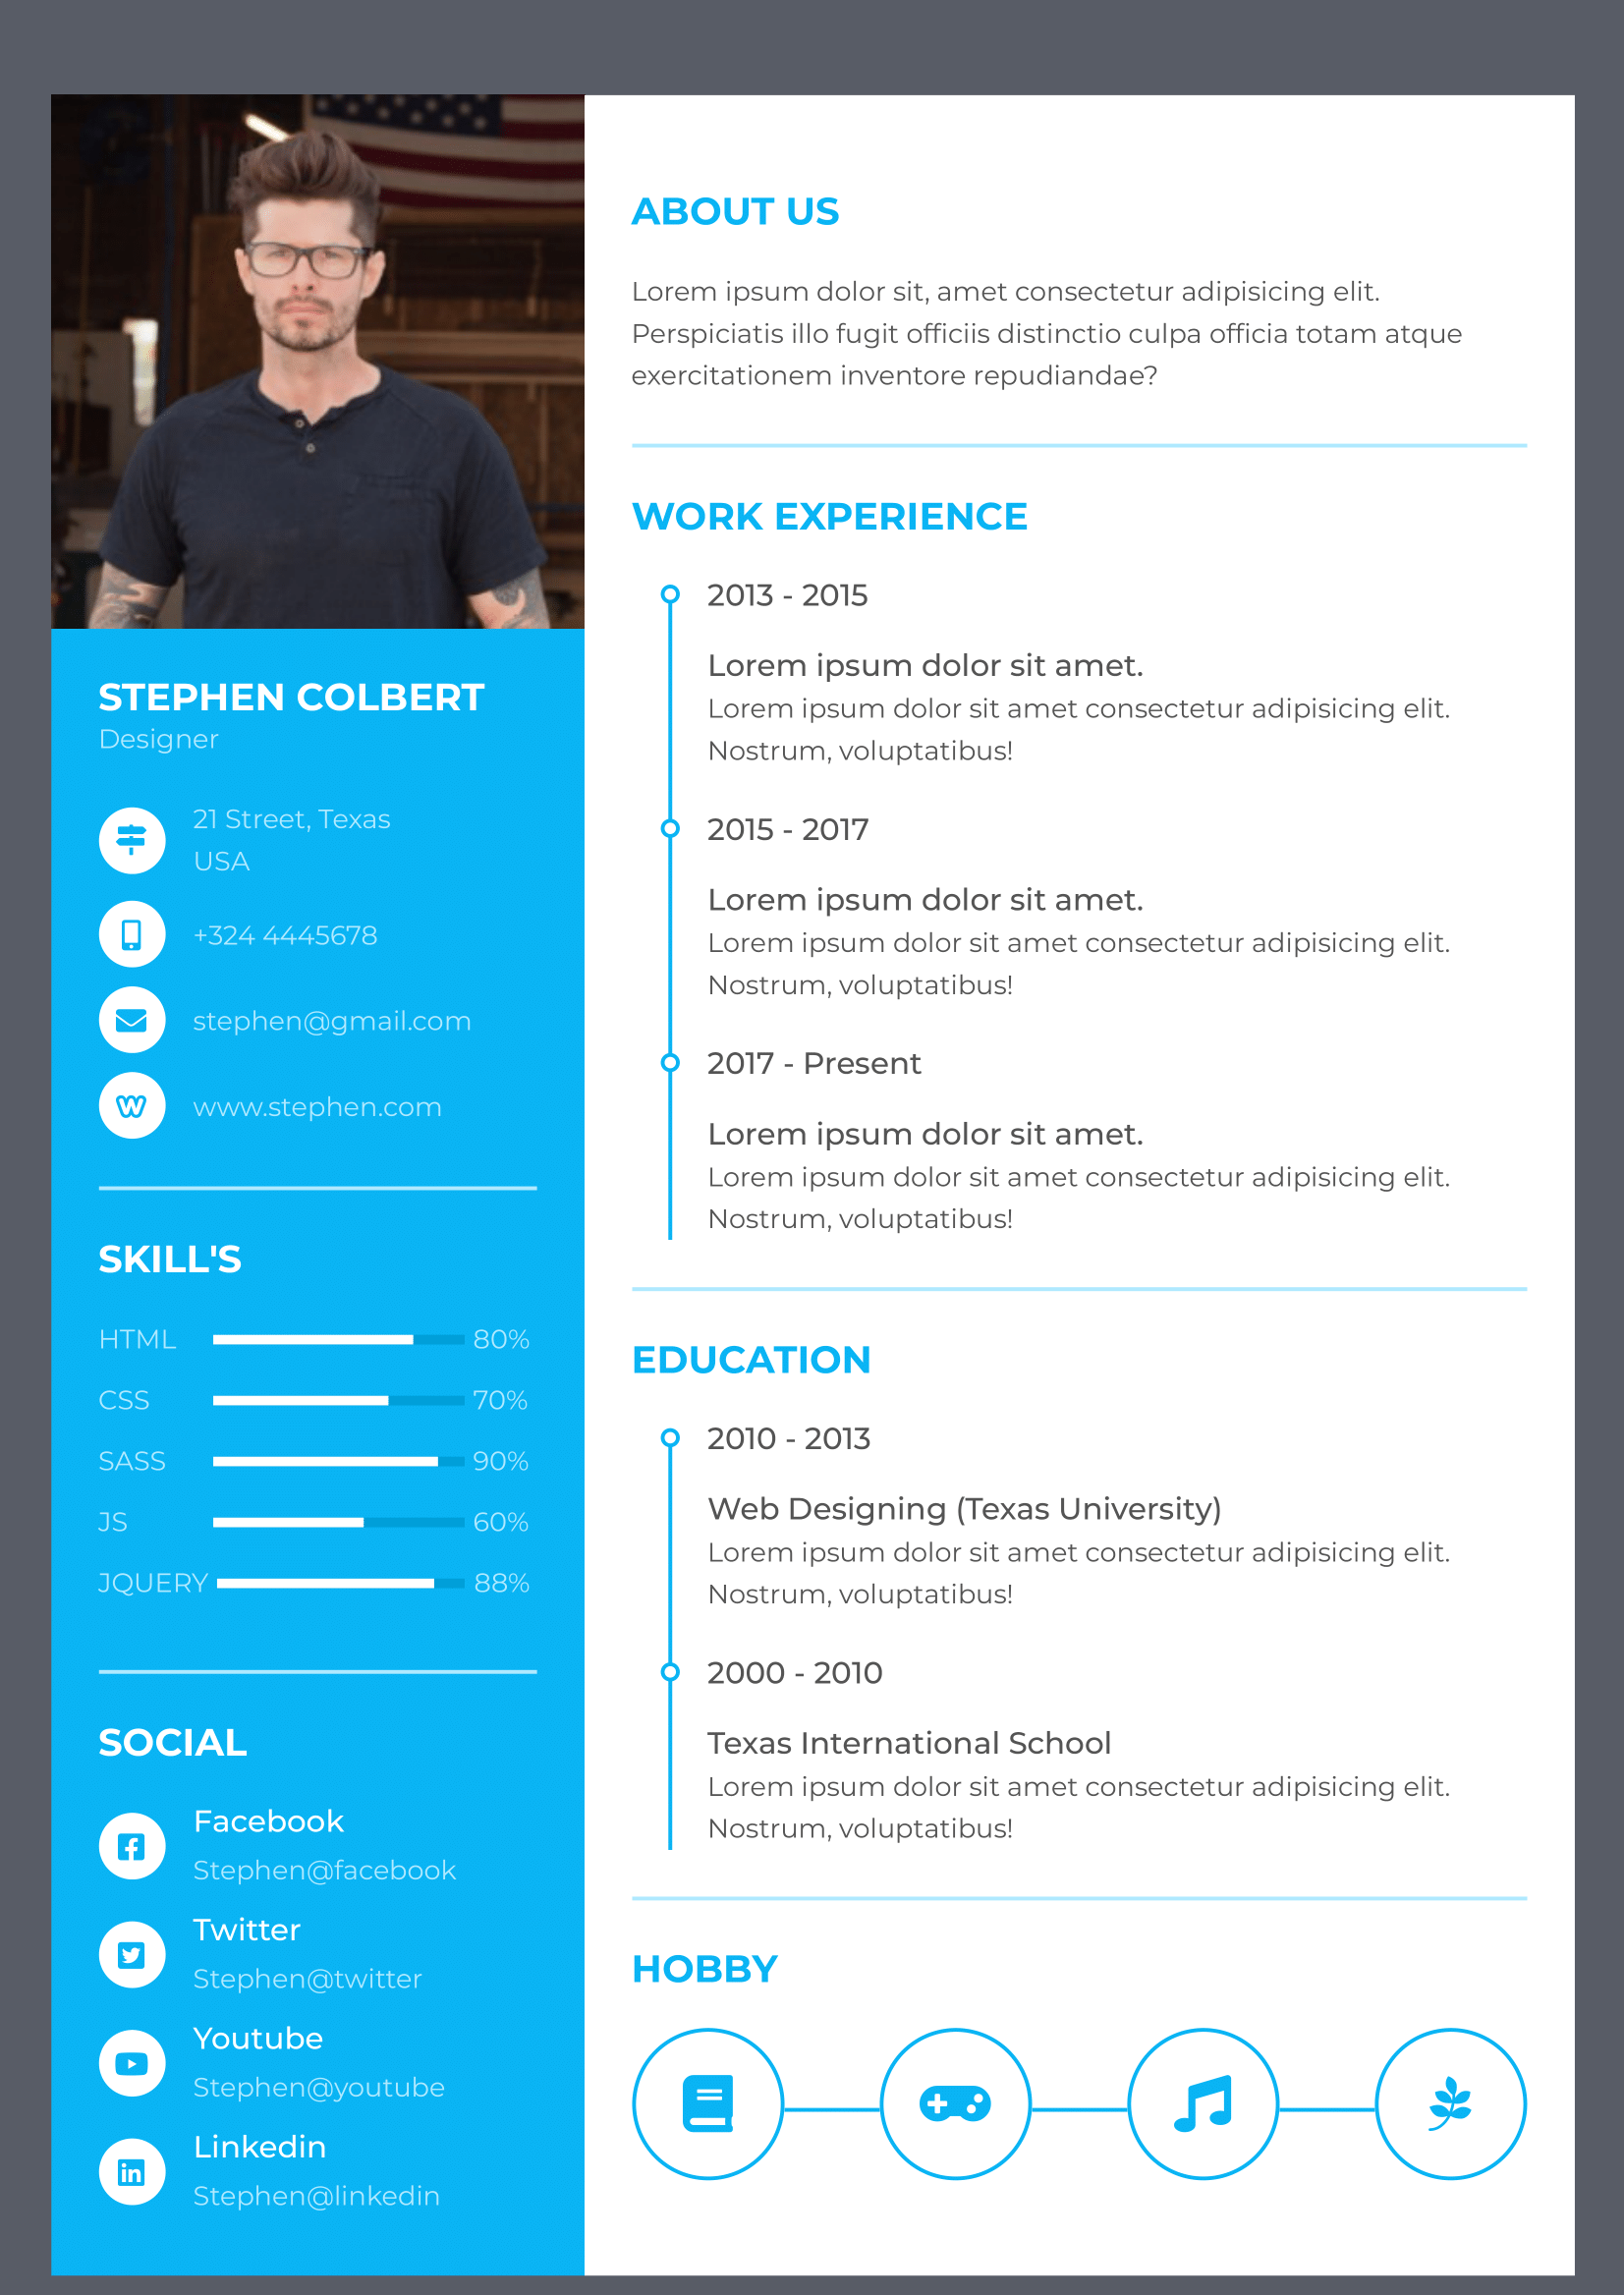 STEPHEN COLBERT
Designer
21 Street, Texas
USA
+324 4445678
stephen@gmail.com
www.stephen.com
SKILL'S
HTML 80%
CSS 70%
SASS 90%
JS 60%
JQUERY 88%
SOCIAL
Facebook
Stephen@facebook
Twitter
Stephen@twitter
Youtube
Stephen@youtube
Linkedin
Stephen@linkedin
ABOUT US
Lorem ipsum dolor sit, amet consectetur adipisicing elit.
Perspiciatis illo fugit officiis distinctio culpa officia totam atque
exercitationem inventore repudiandae?
WORK EXPERIENCE
2013 - 2015
Lorem ipsum dolor sit amet.
Lorem ipsum dolor sit amet consectetur adipisicing elit.
Nostrum, voluptatibus!
2015 - 2017
Lorem ipsum dolor sit amet.
Lorem ipsum dolor sit amet consectetur adipisicing elit.
Nostrum, voluptatibus!
2017 - Present
Lorem ipsum dolor sit amet.
Lorem ipsum dolor sit amet consectetur adipisicing elit.
Nostrum, voluptatibus!
EDUCATION
2010 - 2013
Web Designing (Texas University)
Lorem ipsum dolor sit amet consectetur adipisicing elit.
Nostrum, voluptatibus!
2000 - 2010
Texas International School
Lorem ipsum dolor sit amet consectetur adipisicing elit.
Nostrum, voluptatibus!
HOBBY